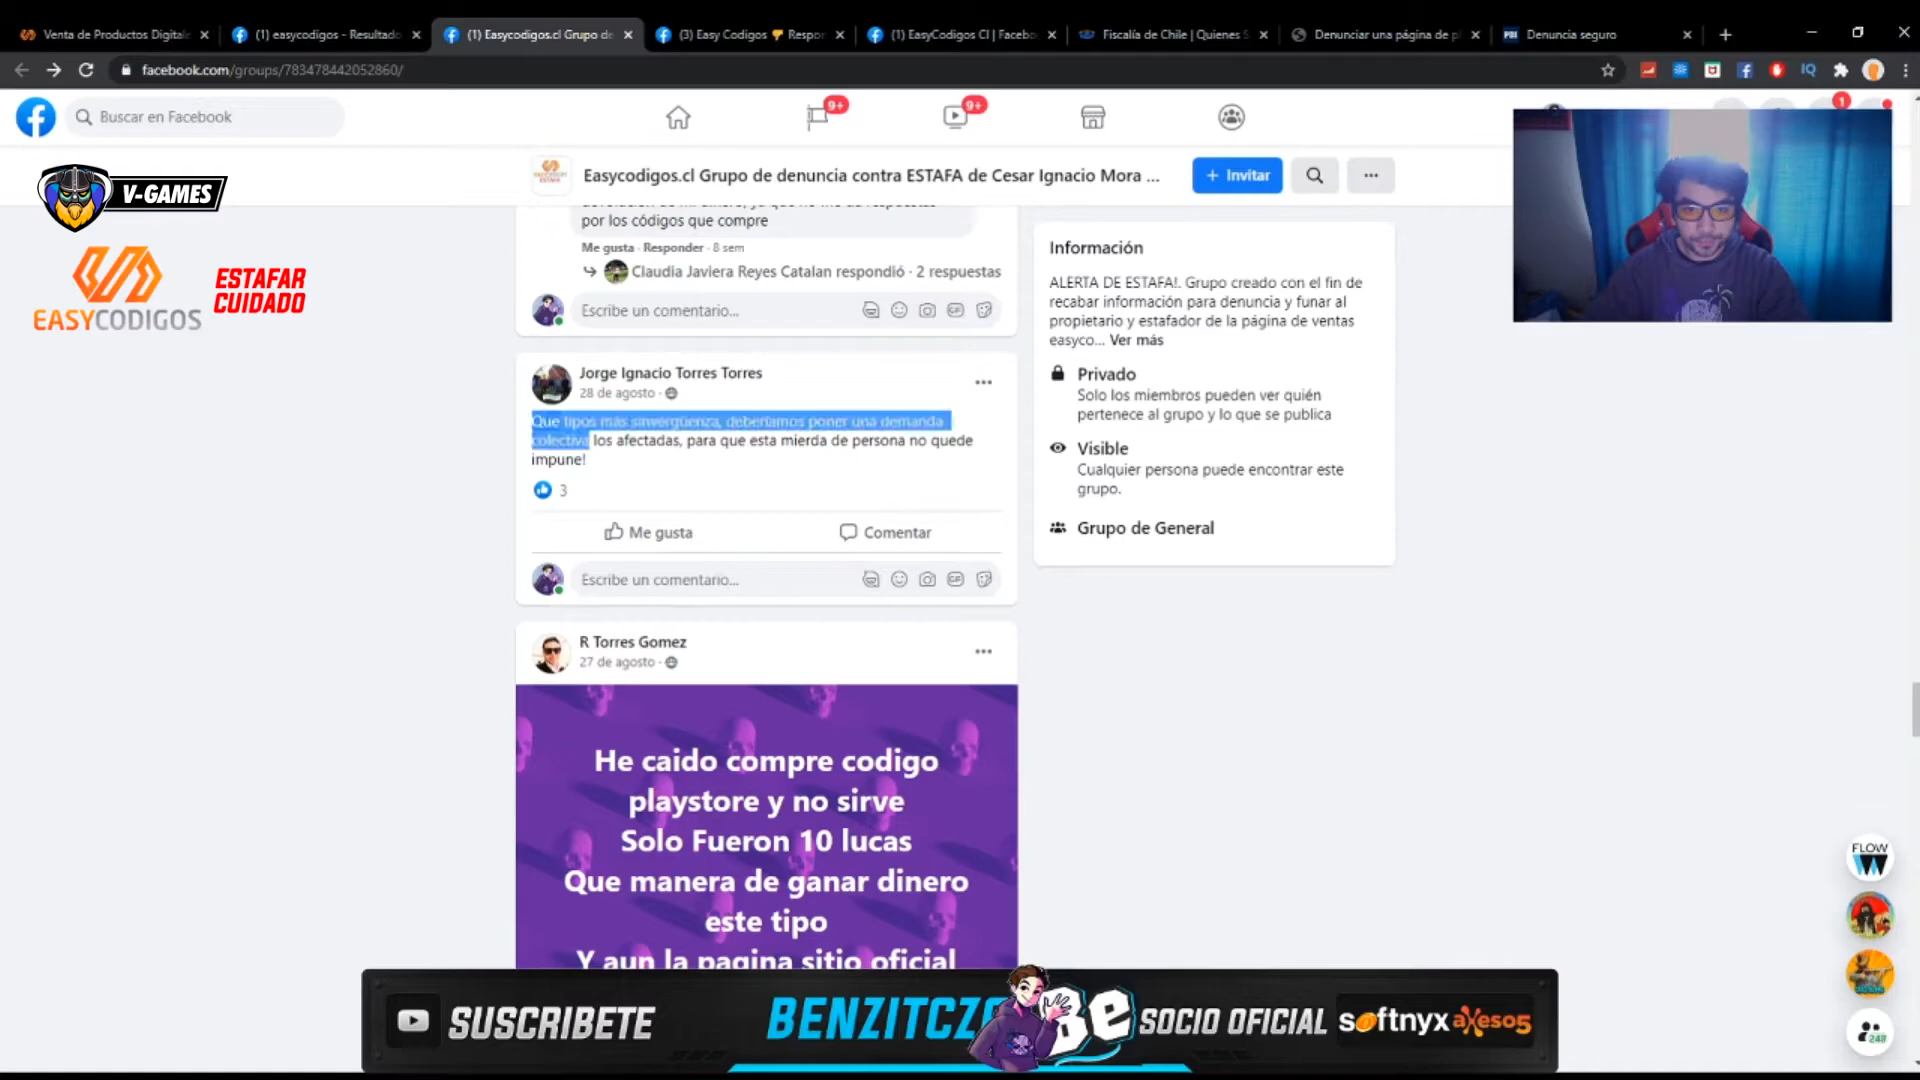 Venta de Productos Digitale
(1) easycodigos - Resultado
(1) Easycodigos.cl Grupo de
(3) Easy Codigos 👎 Respon
(1) EasyCodigos Cl | Facebo
Fiscalía de Chile | Quienes S
Denunciar una página de p
PDI Denuncia seguro
facebook.com/groups/783478442052860/
IQ
Buscar en Facebook
9+
9+
1
V-GAMES
EASYCODIGOS
ESTAFAR
CUIDADO
Easycodigos.cl Grupo de denuncia contra ESTAFA de Cesar Ignacio Mora ...
+ Invitar
por los códigos que compre
Me gusta · Responder · 8 sem
Claudia Javiera Reyes Catalan respondió · 2 respuestas
Escribe un comentario...
GIF
Jorge Ignacio Torres Torres
28 de agosto ·
Que tipos más sinvergüenza, deberíamos poner una demanda
colectiva los afectadas, para que esta mierda de persona no quede
impune!
3
Me gusta
Comentar
Escribe un comentario...
GIF
R Torres Gomez
27 de agosto ·
He caido compre codigo
playstore y no sirve
Solo Fueron 10 lucas
Que manera de ganar dinero
este tipo
Y aun la pagina sitio oficial
Información
ALERTA DE ESTAFA!. Grupo creado con el fin de
recabar información para denuncia y funar al
propietario y estafador de la página de ventas
easyco... Ver más
Privado
Solo los miembros pueden ver quién
pertenece al grupo y lo que se publica
Visible
Cualquier persona puede encontrar este
grupo.
Grupo de General
FLOW
248
SUSCRIBETE
BENZITCZ
Be
SOCIO OFICIAL
softnyx
axeso5